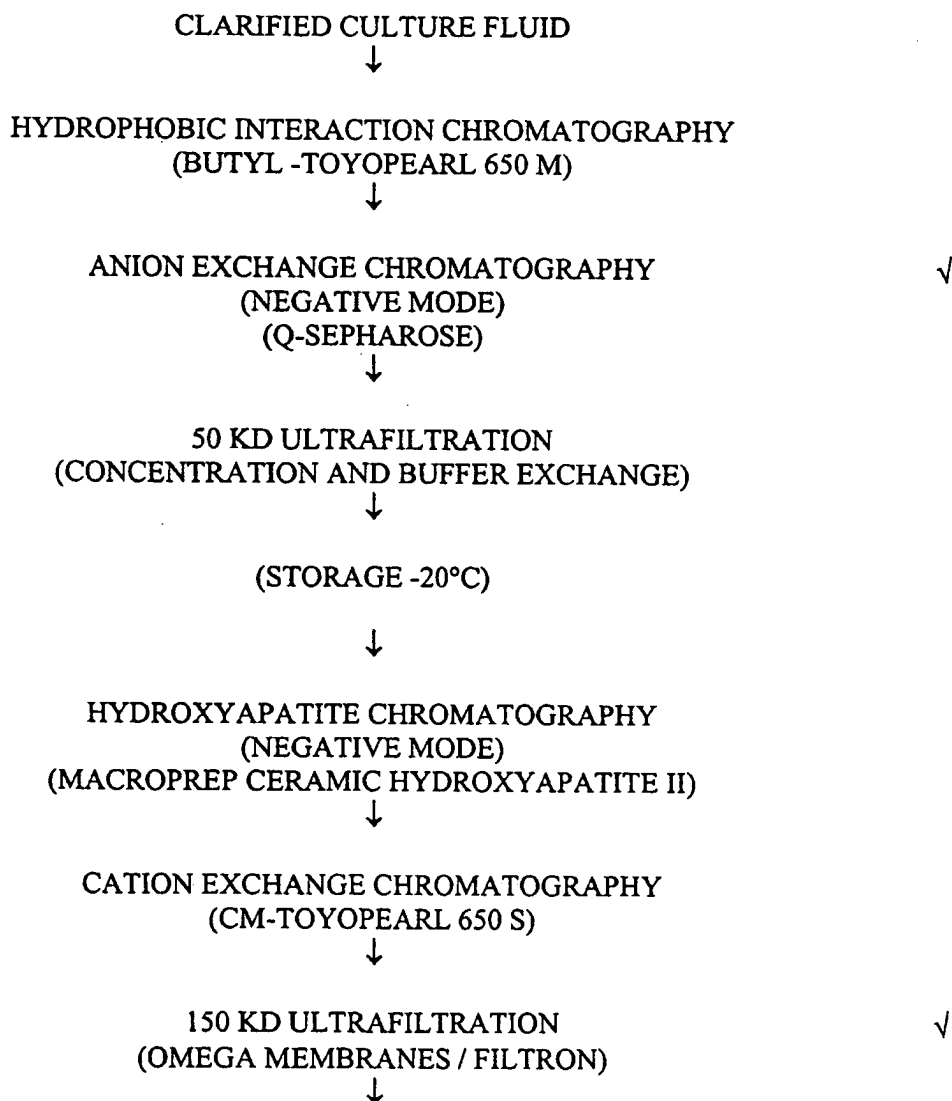 CLARIFIED CULTURE FLUID
↓
HYDROPHOBIC INTERACTION CHROMATOGRAPHY
(BUTYL -TOYOPEARL 650 M)
↓
ANION EXCHANGE CHROMATOGRAPHY √
(NEGATIVE MODE)
(Q-SEPHAROSE)
↓
50 KD ULTRAFILTRATION
(CONCENTRATION AND BUFFER EXCHANGE)
↓
(STORAGE -20°C)
↓
HYDROXYAPATITE CHROMATOGRAPHY
(NEGATIVE MODE)
(MACROPREP CERAMIC HYDROXYAPATITE II)
↓
CATION EXCHANGE CHROMATOGRAPHY
(CM-TOYOPEARL 650 S)
↓
150 KD ULTRAFILTRATION √
(OMEGA MEMBRANES / FILTRON)
↓